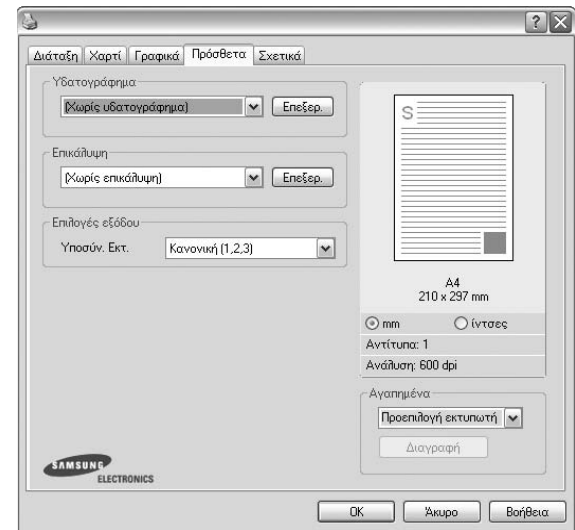 Διάταξη Χαρτί Γραφικά Πρόσθετα Σχετικά
Υδατογράφημα
(Χωρίς υδατογράφημα) Επεξερ.
Επικάλυψη
(Χωρίς επικάλυψη) Επεξερ.
Επιλογές εξόδου
Υποσύν. Εκτ. Κανονική (1,2,3)
S
A4
210 x 297 mm
mm ίντσες
Αντίτυπα: 1
Ανάλυση: 600 dpi
Αγαπημένα
Προεπιλογή εκτυπωτή
Διαγραφή
SAMSUNG
ELECTRONICS
OK Άκυρο Βοήθεια